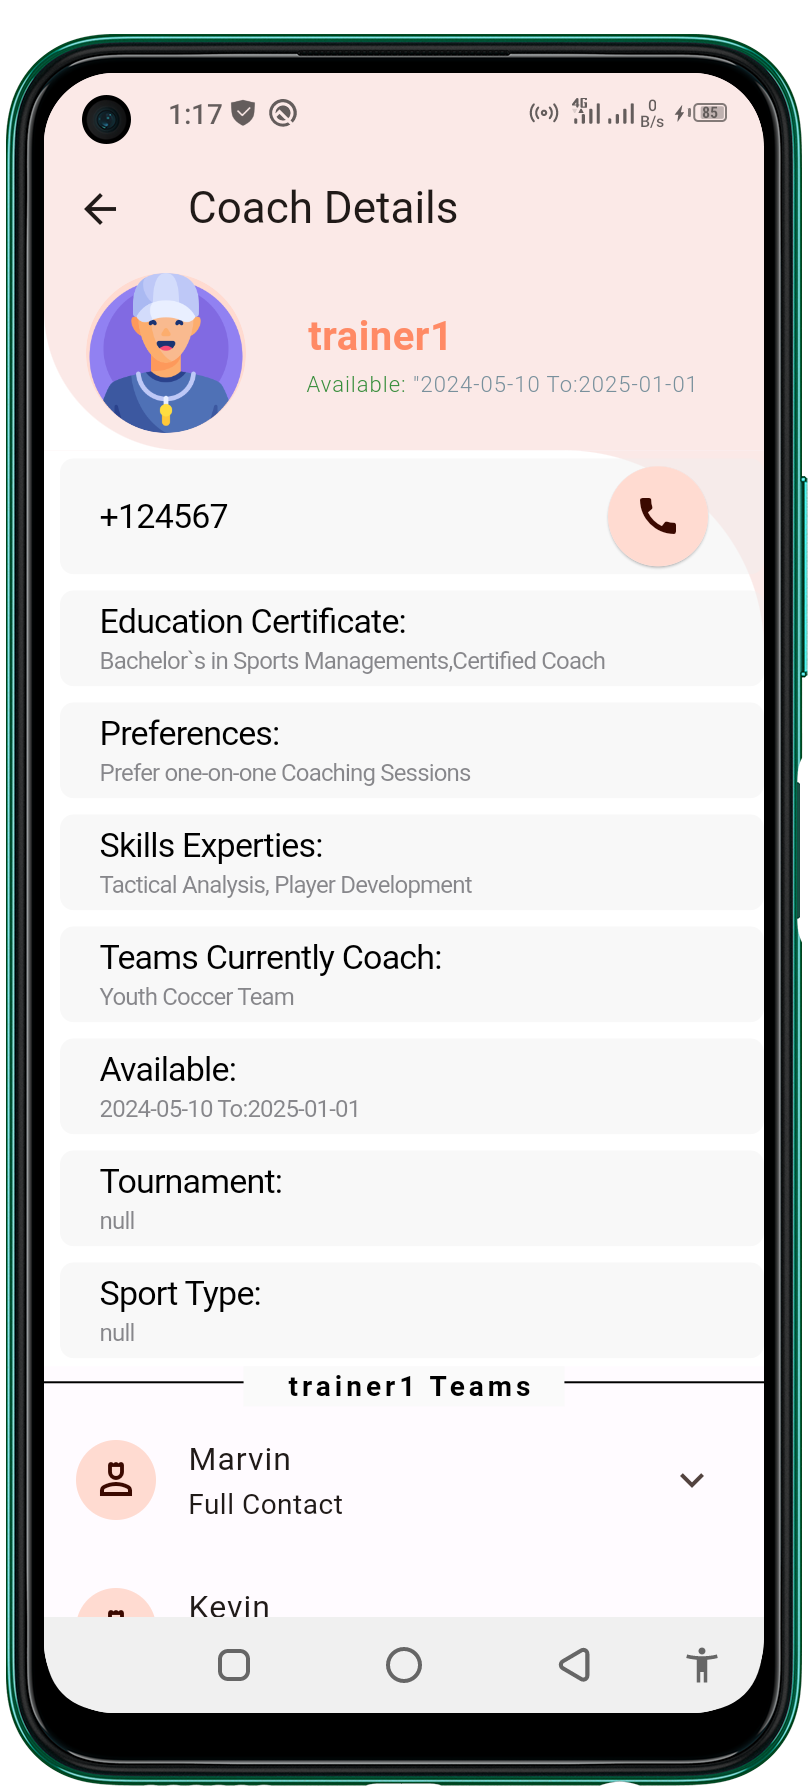 1:17
4G
0
B/s
85
Coach Details
trainer1
Available: "2024-05-10 To:2025-01-01
+124567
Education Certificate:
Bachelor`s in Sports Managements,Certified Coach
Preferences:
Prefer one-on-one Coaching Sessions
Skills Experties:
Tactical Analysis, Player Development
Teams Currently Coach:
Youth Coccer Team
Available:
2024-05-10 To:2025-01-01
Tournament:
null
Sport Type:
null
trainer1 Teams
Marvin
Full Contact
Kevin